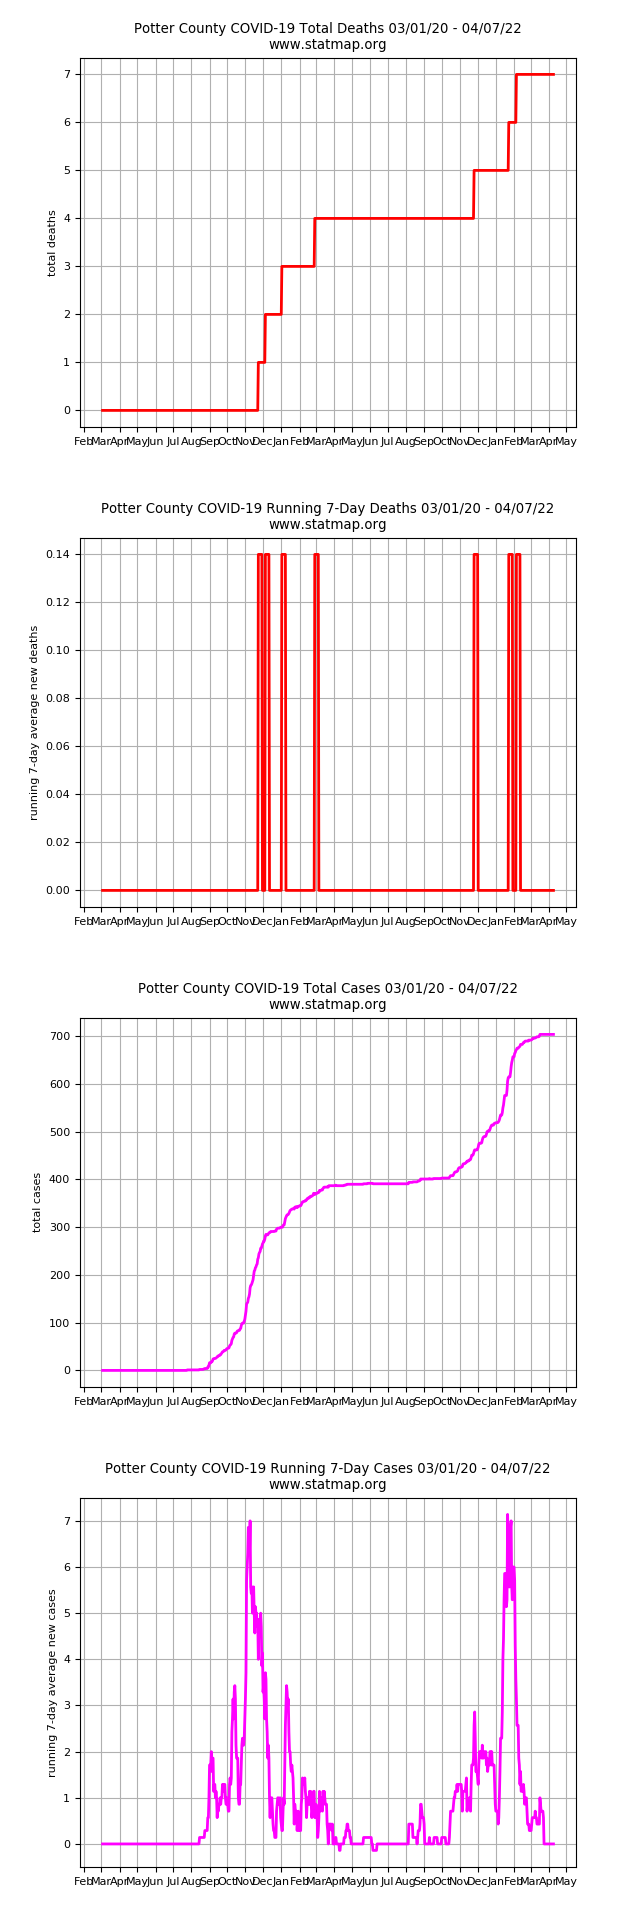 Potter County COVID-19 Total Deaths 03/01/20 - 04/07/22
www.statmap.org
7
6
5
4
3
2
1
0
total deaths
Feb Mar Apr May Jun Jul Aug Sep Oct Nov Dec Jan Feb Mar Apr May Jun Jul Aug Sep Oct Nov Dec Jan Feb Mar Apr May
Potter County COVID-19 Running 7-Day Deaths 03/01/20 - 04/07/22
www.statmap.org
0.14
0.12
0.10
0.08
0.06
0.04
0.02
0.00
running 7-day average new deaths
Feb Mar Apr May Jun Jul Aug Sep Oct Nov Dec Jan Feb Mar Apr May Jun Jul Aug Sep Oct Nov Dec Jan Feb Mar Apr May
Potter County COVID-19 Total Cases 03/01/20 - 04/07/22
www.statmap.org
700
600
500
400
300
200
100
0
total cases
Feb Mar Apr May Jun Jul Aug Sep Oct Nov Dec Jan Feb Mar Apr May Jun Jul Aug Sep Oct Nov Dec Jan Feb Mar Apr May
Potter County COVID-19 Running 7-Day Cases 03/01/20 - 04/07/22
www.statmap.org
7
6
5
4
3
2
1
0
running 7-day average new cases
Feb Mar Apr May Jun Jul Aug Sep Oct Nov Dec Jan Feb Mar Apr May Jun Jul Aug Sep Oct Nov Dec Jan Feb Mar Apr May